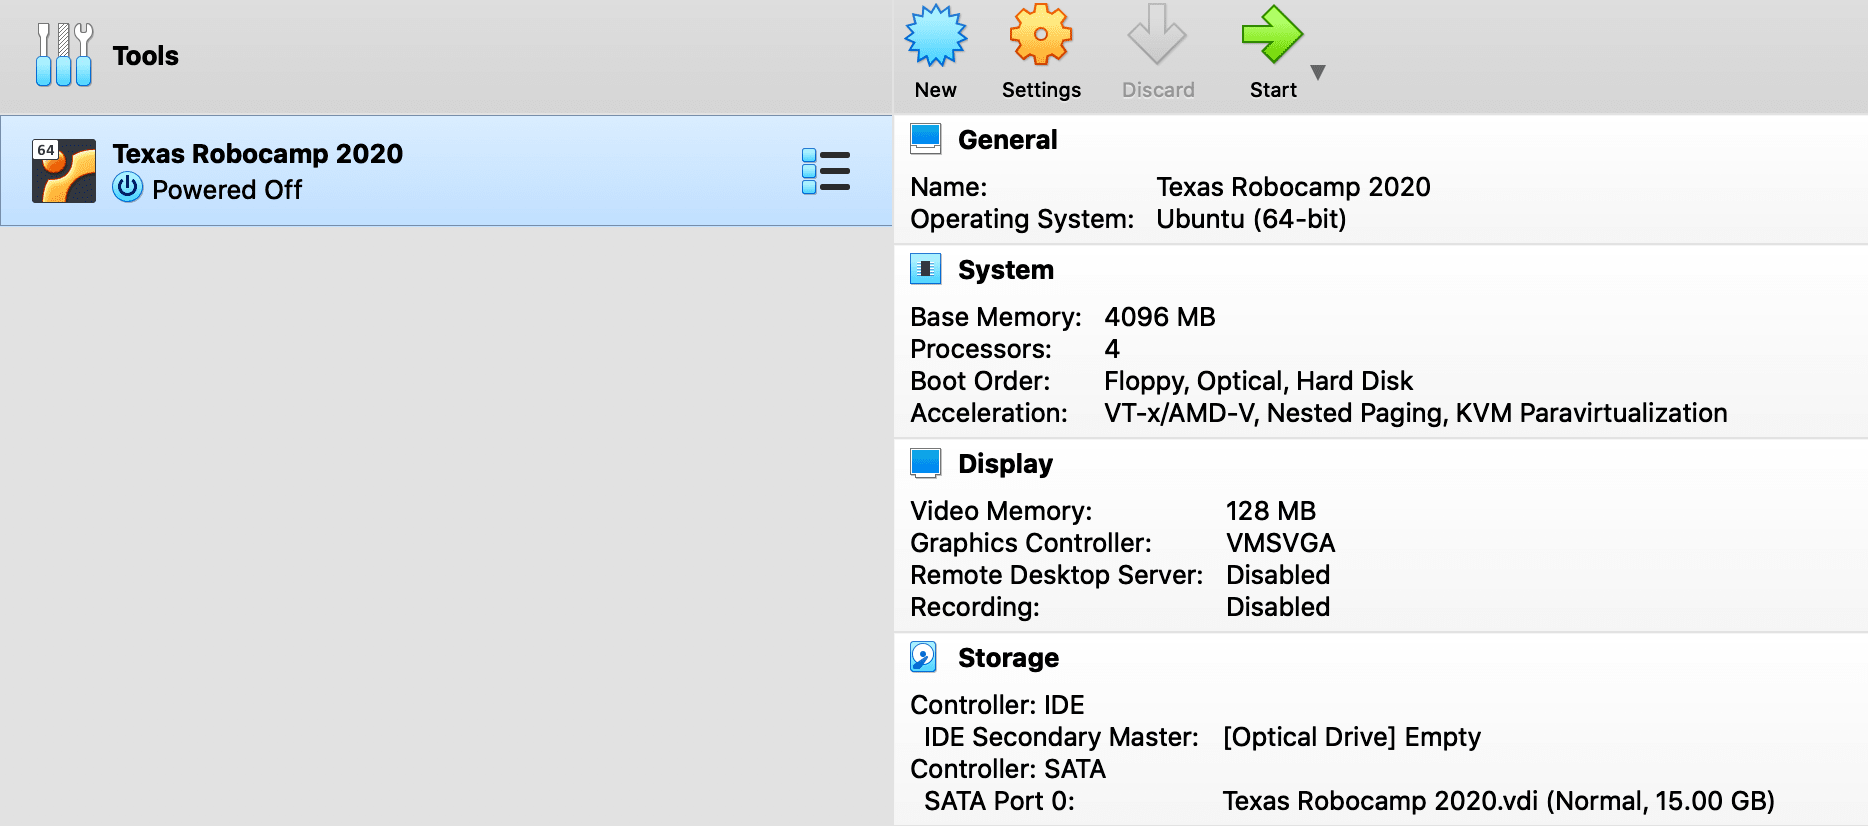 Tools
New Settings Discard Start
64
Texas Robocamp 2020
Powered Off
General
Name: Texas Robocamp 2020
Operating System: Ubuntu (64-bit)
System
Base Memory: 4096 MB
Processors: 4
Boot Order: Floppy, Optical, Hard Disk
Acceleration: VT-x/AMD-V, Nested Paging, KVM Paravirtualization
Display
Video Memory: 128 MB
Graphics Controller: VMSVGA
Remote Desktop Server: Disabled
Recording: Disabled
Storage
Controller: IDE
IDE Secondary Master: [Optical Drive] Empty
Controller: SATA
SATA Port 0: Texas Robocamp 2020.vdi (Normal, 15.00 GB)